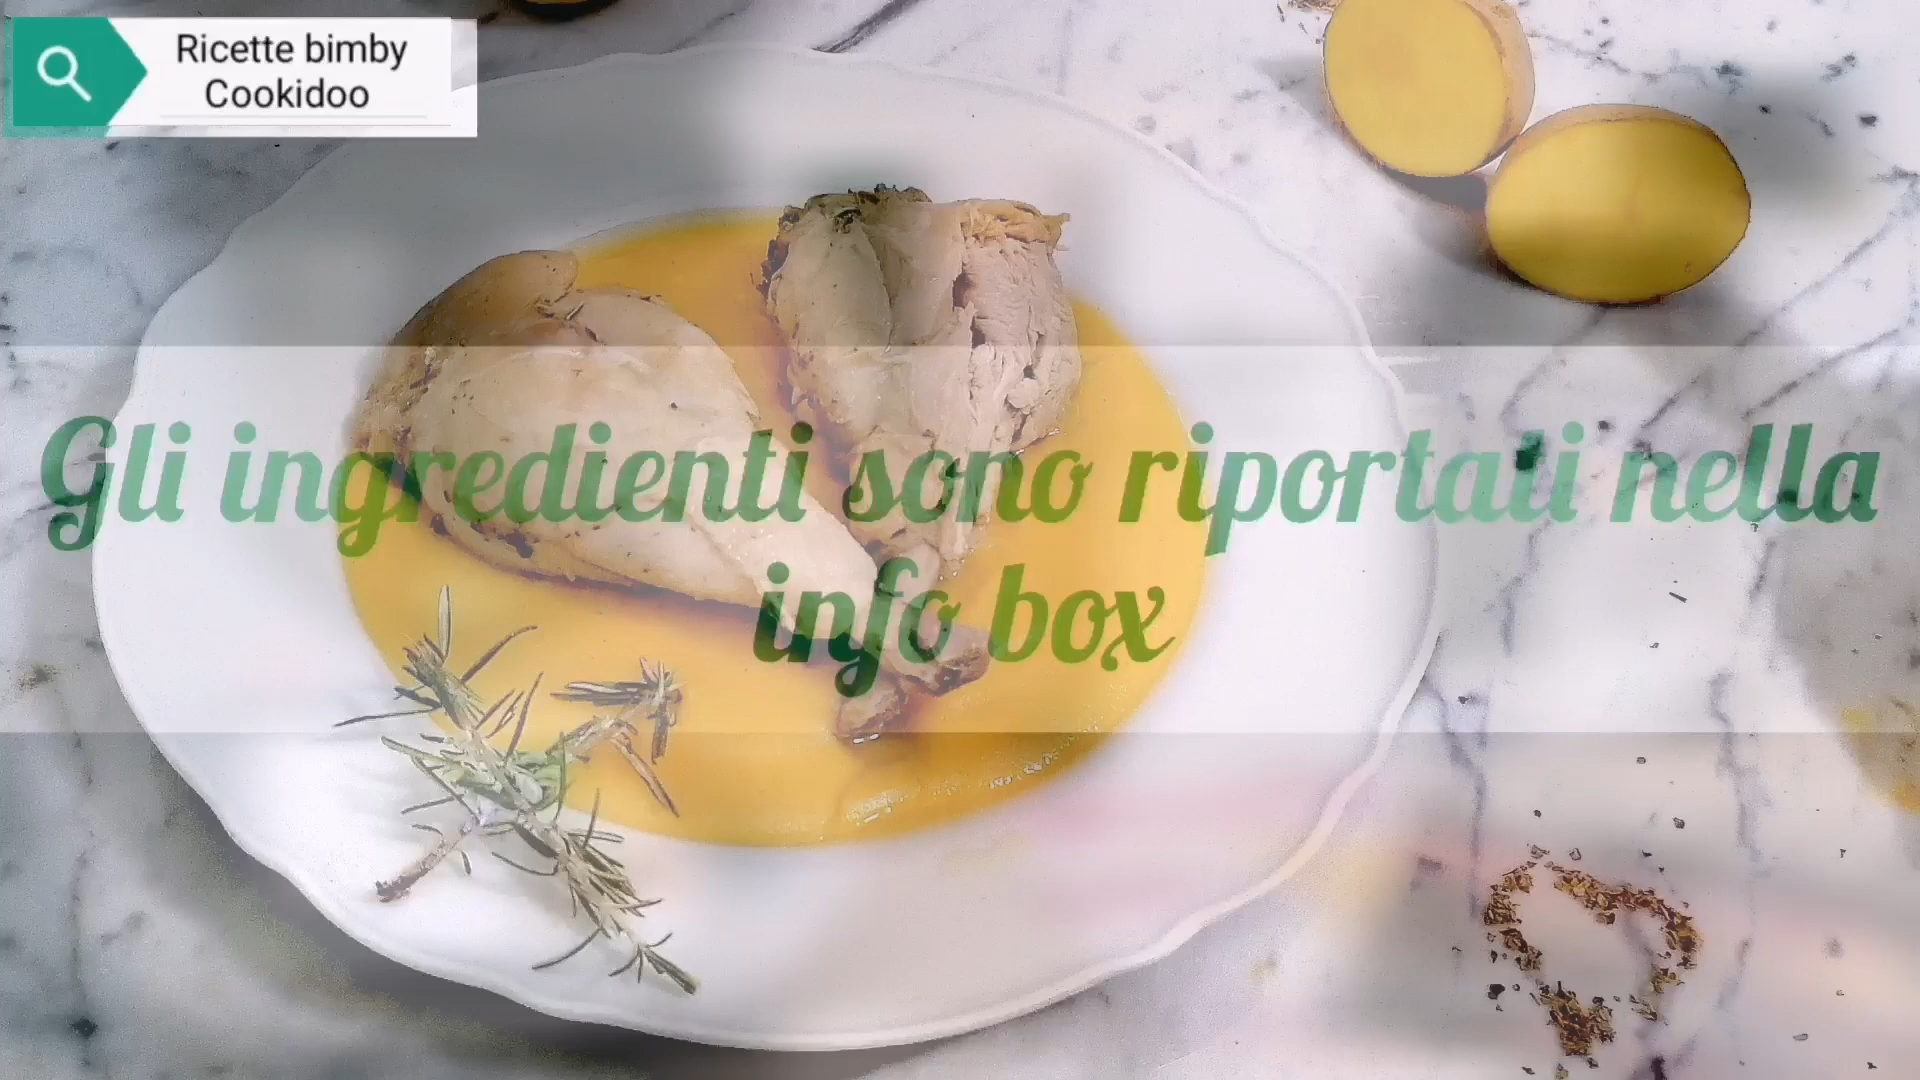 Ricette bimby
Cookidoo
Gli ingredienti sono riportati nella
info box